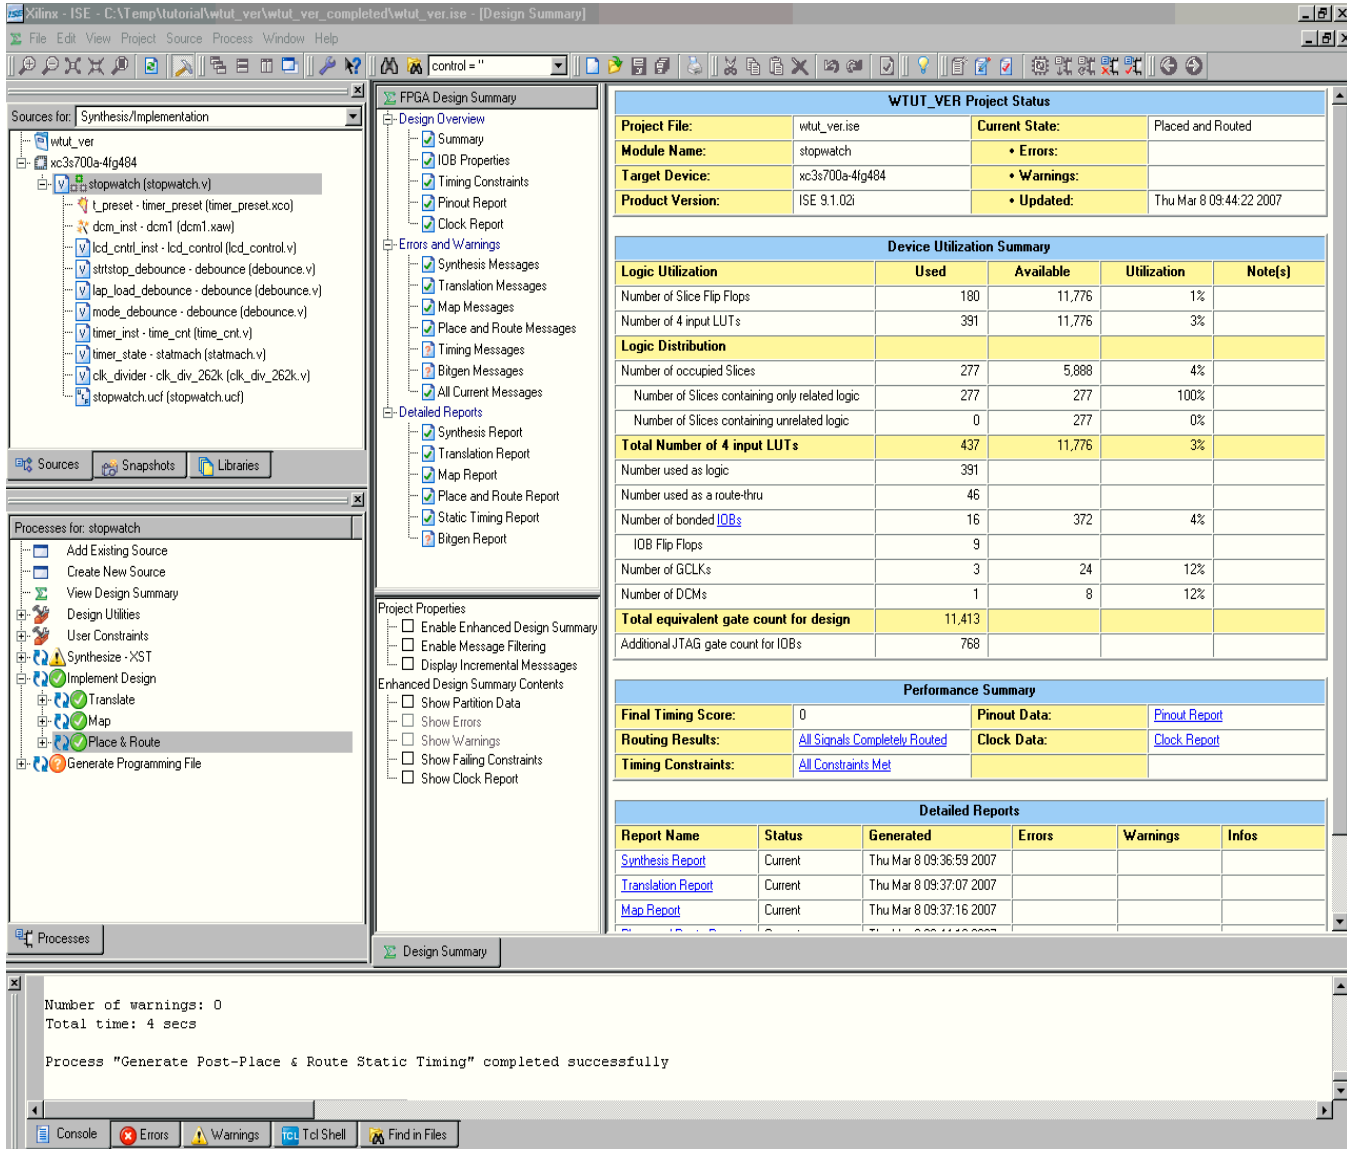 Xilinx - ISE - C:\Temp\tutorial\wtut_ver\wtut_ver_completed\wtut_ver.ise - [Design Summary]
File Edit View Project Source Process Window Help
control = "
Sources for: Synthesis/Implementation
wtut_ver
xc3s700a-4fg484
stopwatch (stopwatch.v)
t_preset - timer_preset (timer_preset.xco)
dcm_inst - dcm1 (dcm1.xaw)
lcd_cntrl_inst - lcd_control (lcd_control.v)
strtstop_debounce - debounce (debounce.v)
lap_load_debounce - debounce (debounce.v)
mode_debounce - debounce (debounce.v)
timer_inst - time_cnt (time_cnt.v)
timer_state - statmach (statmach.v)
clk_divider - clk_div_262k (clk_div_262k.v)
stopwatch.ucf (stopwatch.ucf)
Sources Snapshots Libraries
Processes for: stopwatch
Add Existing Source
Create New Source
View Design Summary
Design Utilities
User Constraints
Synthesize - XST
Implement Design
Translate
Map
Place & Route
Generate Programming File
Processes
FPGA Design Summary
Design Overview
Summary
IOB Properties
Timing Constraints
Pinout Report
Clock Report
Errors and Warnings
Synthesis Messages
Translation Messages
Map Messages
Place and Route Messages
Timing Messages
Bitgen Messages
All Current Messages
Detailed Reports
Synthesis Report
Translation Report
Map Report
Place and Route Report
Static Timing Report
Bitgen Report
Project Properties
Enable Enhanced Design Summary
Enable Message Filtering
Display Incremental Messsages
Enhanced Design Summary Contents
Show Partition Data
Show Errors
Show Warnings
Show Failing Constraints
Show Clock Report
WTUT_VER Project Status
Project File: wtut_ver.ise Current State: Placed and Routed
Module Name: stopwatch • Errors:
Target Device: xc3s700a-4fg484 • Warnings:
Product Version: ISE 9.1.02i • Updated: Thu Mar 8 09:44:22 2007
Device Utilization Summary
Logic Utilization Used Available Utilization Note(s)
Number of Slice Flip Flops 180 11,776 1%
Number of 4 input LUTs 391 11,776 3%
Logic Distribution
Number of occupied Slices 277 5,888 4%
Number of Slices containing only related logic 277 277 100%
Number of Slices containing unrelated logic 0 277 0%
Total Number of 4 input LUTs 437 11,776 3%
Number used as logic 391
Number used as a route-thru 46
Number of bonded IOBs 16 372 4%
IOB Flip Flops 9
Number of GCLKs 3 24 12%
Number of DCMs 1 8 12%
Total equivalent gate count for design 11,413
Additional JTAG gate count for IOBs 768
Performance Summary
Final Timing Score: 0 Pinout Data: Pinout Report
Routing Results: All Signals Completely Routed Clock Data: Clock Report
Timing Constraints: All Constraints Met
Detailed Reports
Report Name Status Generated Errors Warnings Infos
Synthesis Report Current Thu Mar 8 09:36:59 2007
Translation Report Current Thu Mar 8 09:37:07 2007
Map Report Current Thu Mar 8 09:37:16 2007
Design Summary
Number of warnings: 0
Total time: 4 secs
Process "Generate Post-Place & Route Static Timing" completed successfully
Console Errors Warnings Tcl Shell Find in Files